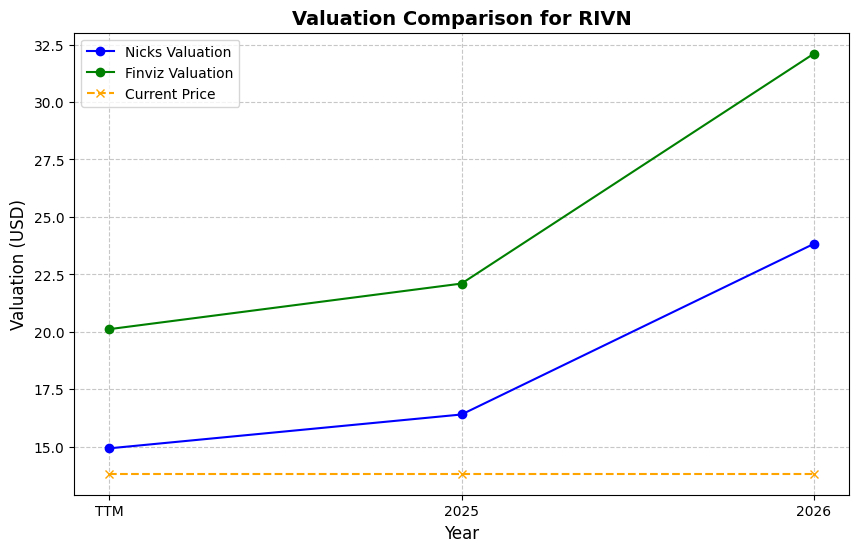 Valuation Comparison for RIVN
Nicks Valuation
Finviz Valuation
Current Price
Valuation (USD)
32.5
30.0
27.5
25.0
22.5
20.0
17.5
15.0
TTM
2025
2026
Year